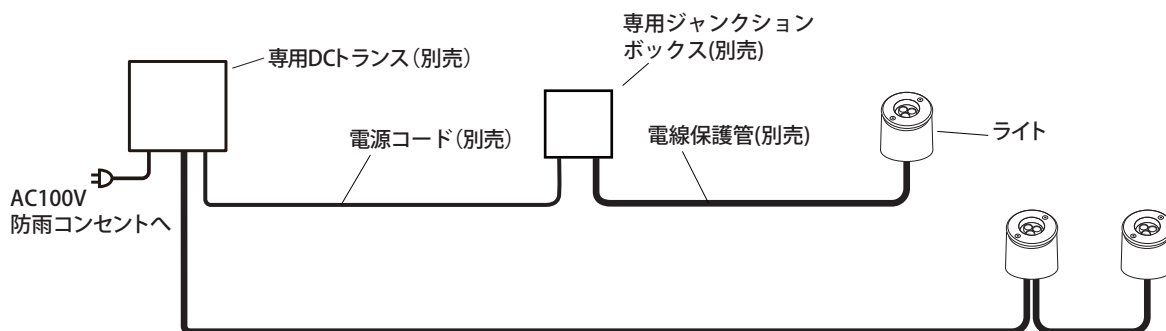 専用DCトランス（別売）
専用ジャンクション
ボックス(別売)
電源コード（別売）
電線保護管(別売)
ライト
AC100V
防雨コンセントへ